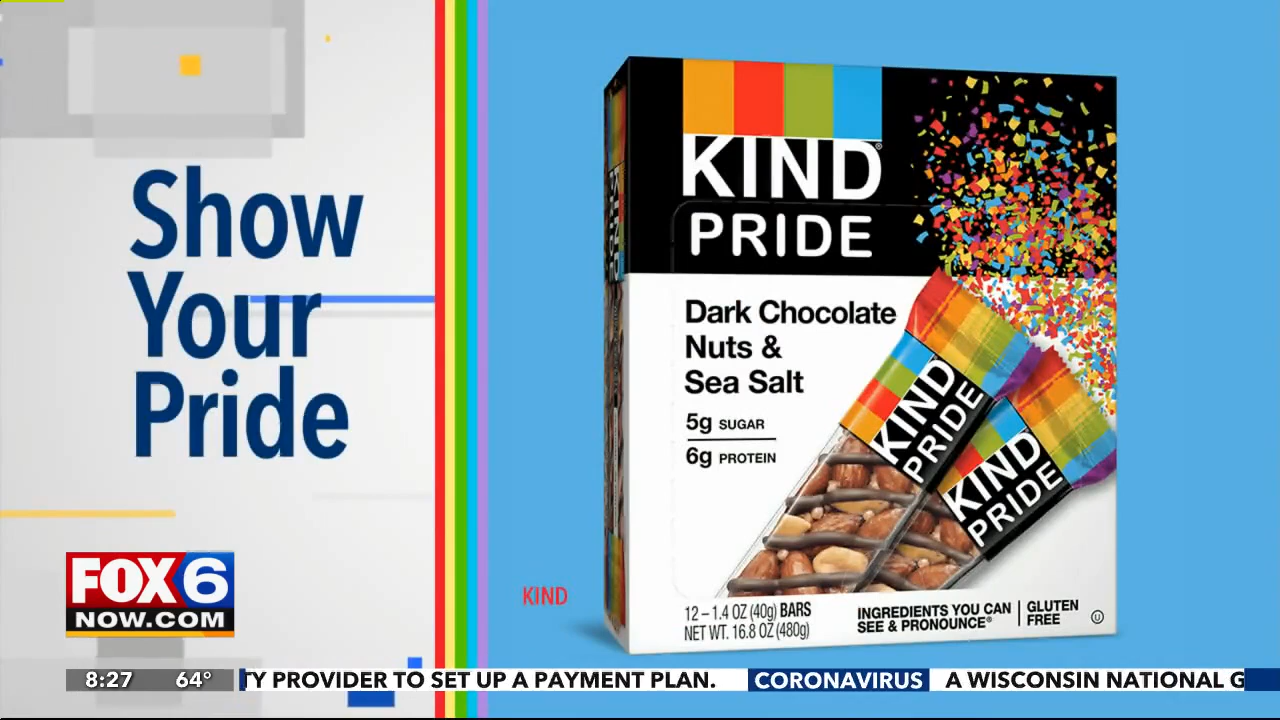 Show
Your
Pride
KIND®
PRIDE
Dark Chocolate
Nuts &
Sea Salt
5g SUGAR
6g PROTEIN
KIND
PRIDE
KIND
PRIDE
12 – 1.4 OZ (40g) BARS
NET WT. 16.8 OZ (480g)
INGREDIENTS YOU CAN
SEE & PRONOUNCE®
GLUTEN
FREE
U
KIND
FOX 6
NOW.COM
8:27 64° TY PROVIDER TO SET UP A PAYMENT PLAN. CORONAVIRUS A WISCONSIN NATIONAL G